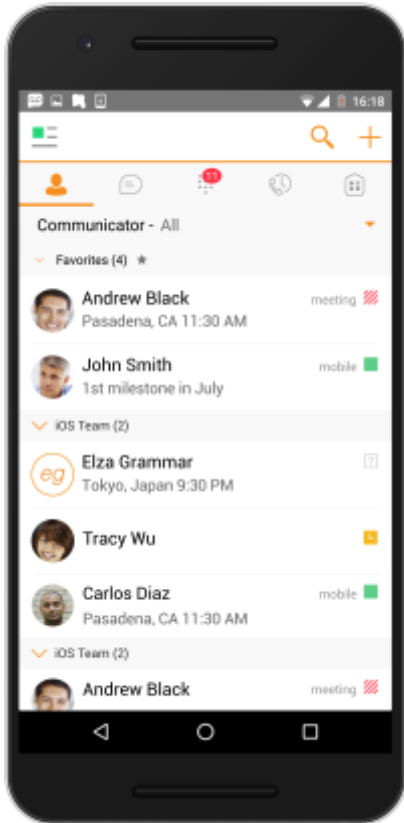 16:18
11
Communicator - All
Favorites (4) ★
Andrew Black
meeting
Pasadena, CA 11:30 AM
John Smith
mobile
1st milestone in July
iOS Team (2)
eg
Elza Grammar
?
Tokyo, Japan 9:30 PM
Tracy Wu
Carlos Diaz
mobile
Pasadena, CA 11:30 AM
iOS Team (2)
Andrew Black
meeting